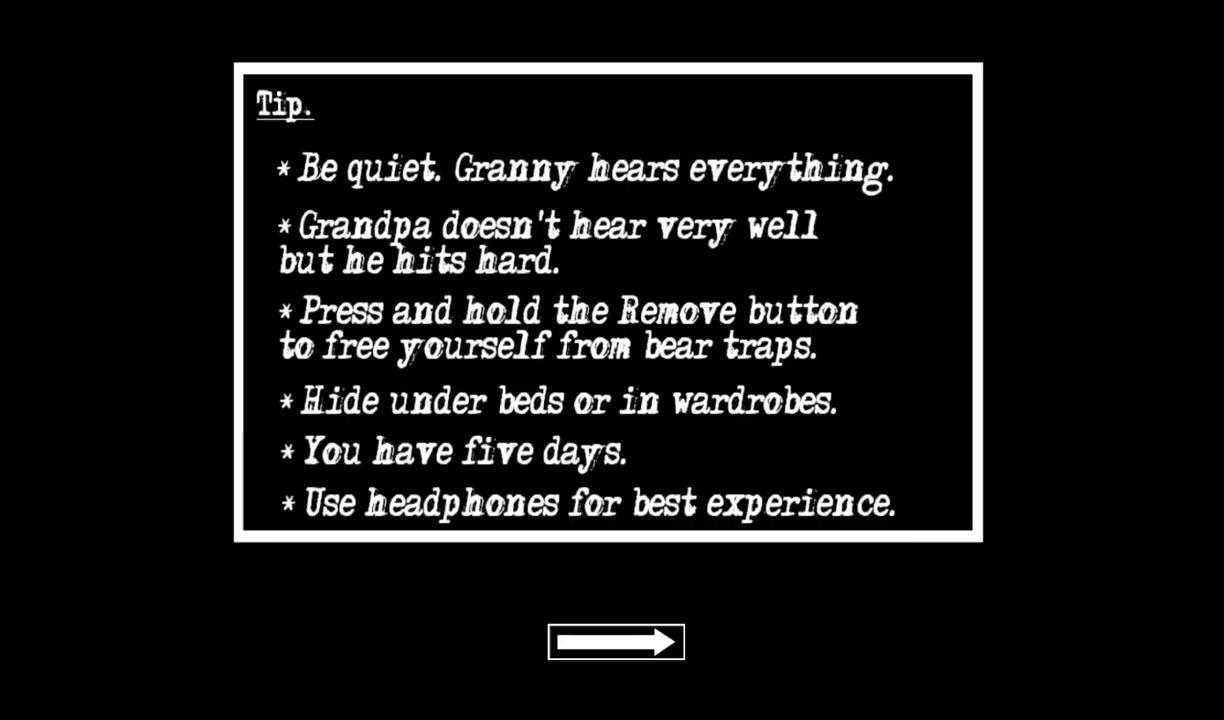 Tip.
* Be quiet. Granny hears everything.
* Grandpa doesn't hear very well
but he hits hard.
* Press and hold the Remove button
to free yourself from bear traps.
* Hide under beds or in wardrobes.
* You have five days.
* Use headphones for best experience.